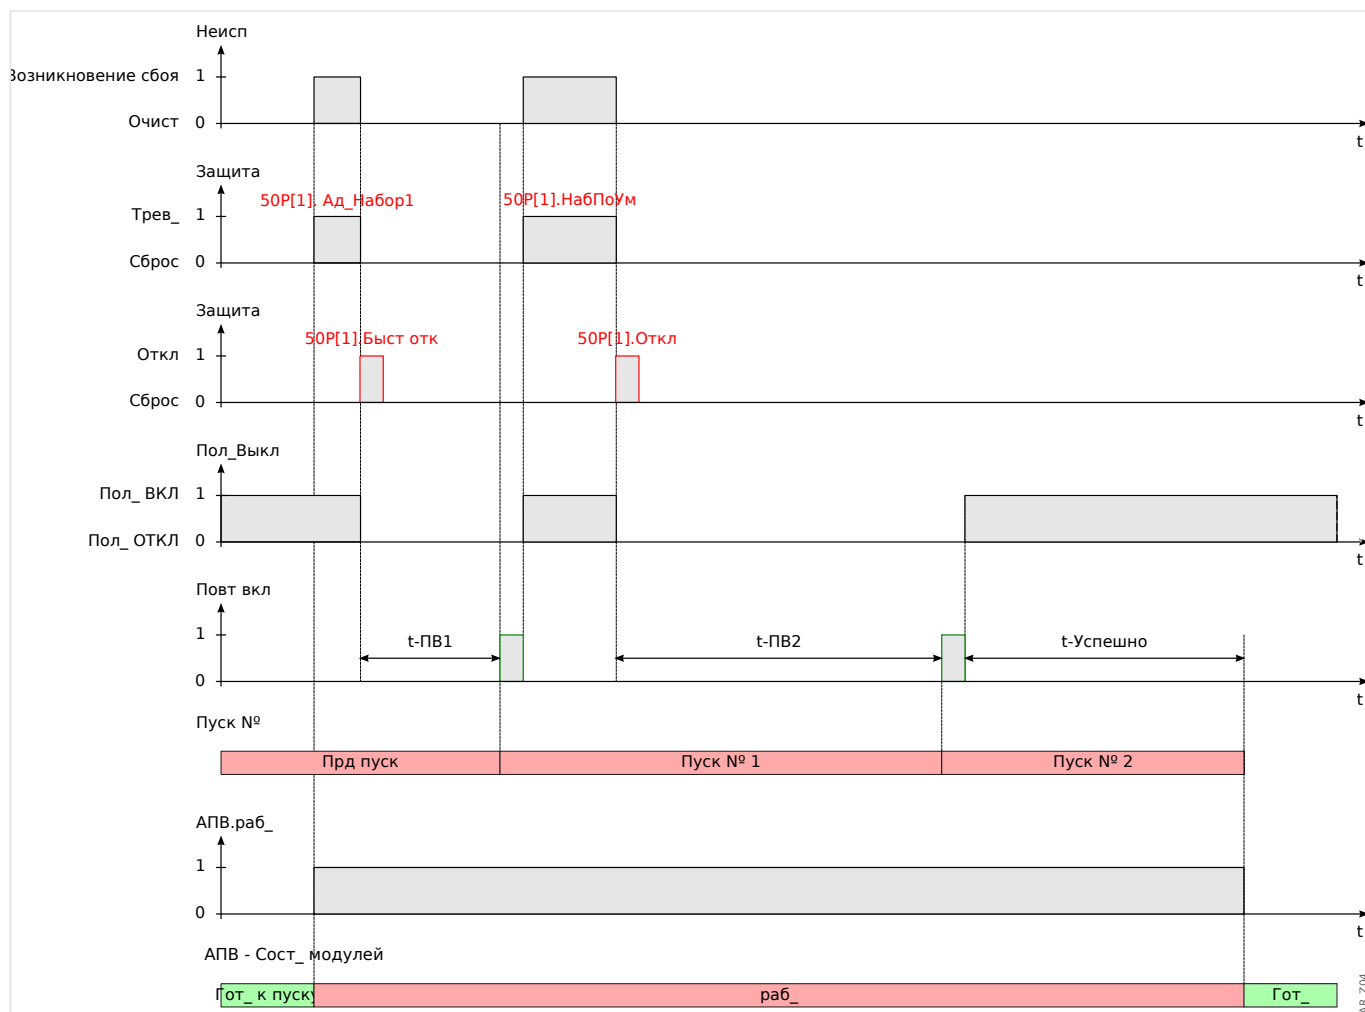 Неисп
Возникновение сбоя 1
Очист 0
t
Защита
50P[1]. Ад_Набор1 50P[1].НабПоУм
Трев_ 1
Сброс 0
t
Защита
50P[1].Быст отк 50P[1].Откл
Откл 1
Сброс 0
t
Пол_Выкл
Пол_ ВКЛ 1
Пол_ ОТКЛ 0
t
Повт вкл
1 t-ПВ1 t-ПВ2 t-Успешно
0
t
Пуск №
Прд пуск Пуск № 1 Пуск № 2
АПВ.раб_
1
0
t
АПВ - Сост_ модулей
Гот_ к пуску раб_ Гот_
AR_Z04